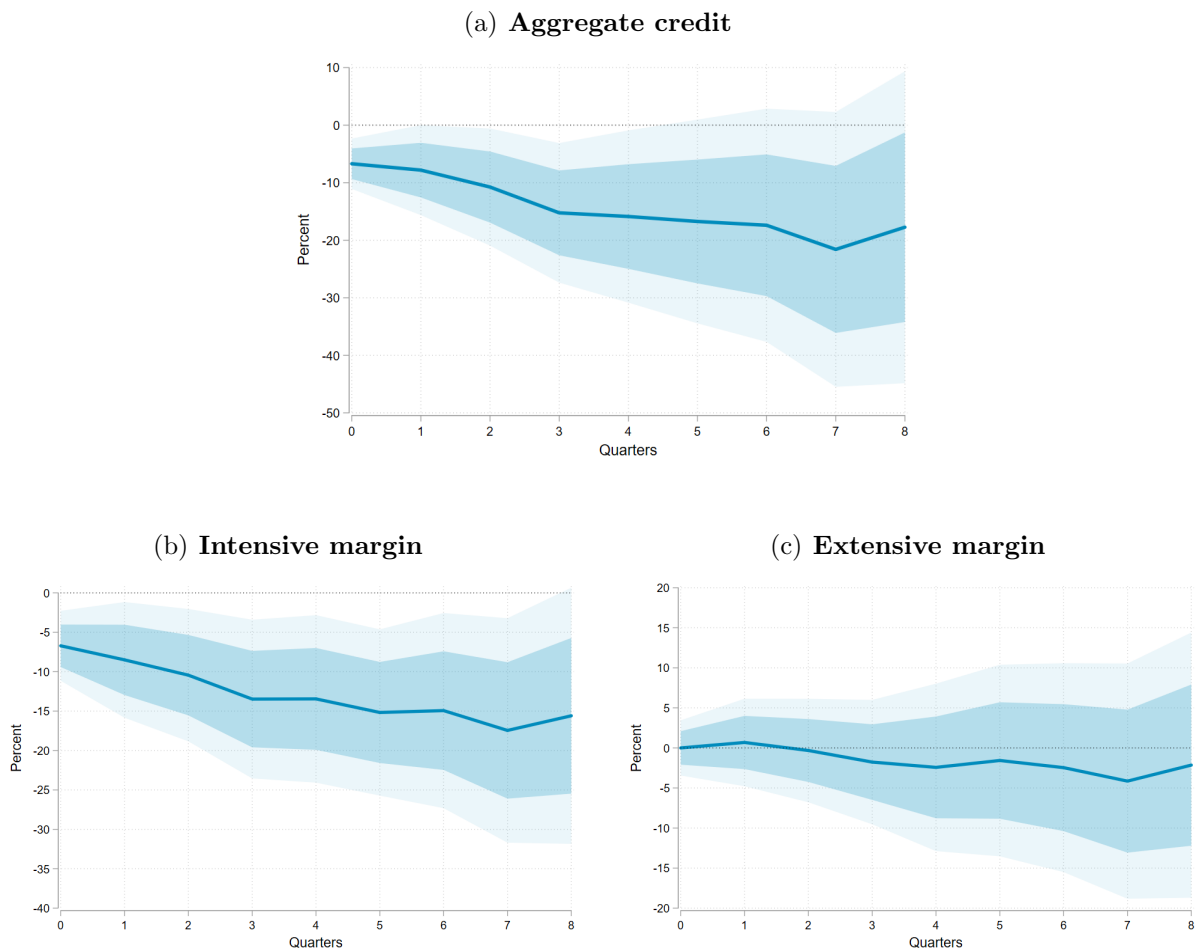 (a) Aggregate credit
10
0
-10
-20
-30
-40
-50
Percent
0 1 2 3 4 5 6 7 8
Quarters
(b) Intensive margin
0
-5
-10
-15
-20
-25
-30
-35
-40
Percent
0 1 2 3 4 5 6 7 8
Quarters
(c) Extensive margin
20
15
10
5
0
-5
-10
-15
-20
Percent
0 1 2 3 4 5 6 7 8
Quarters